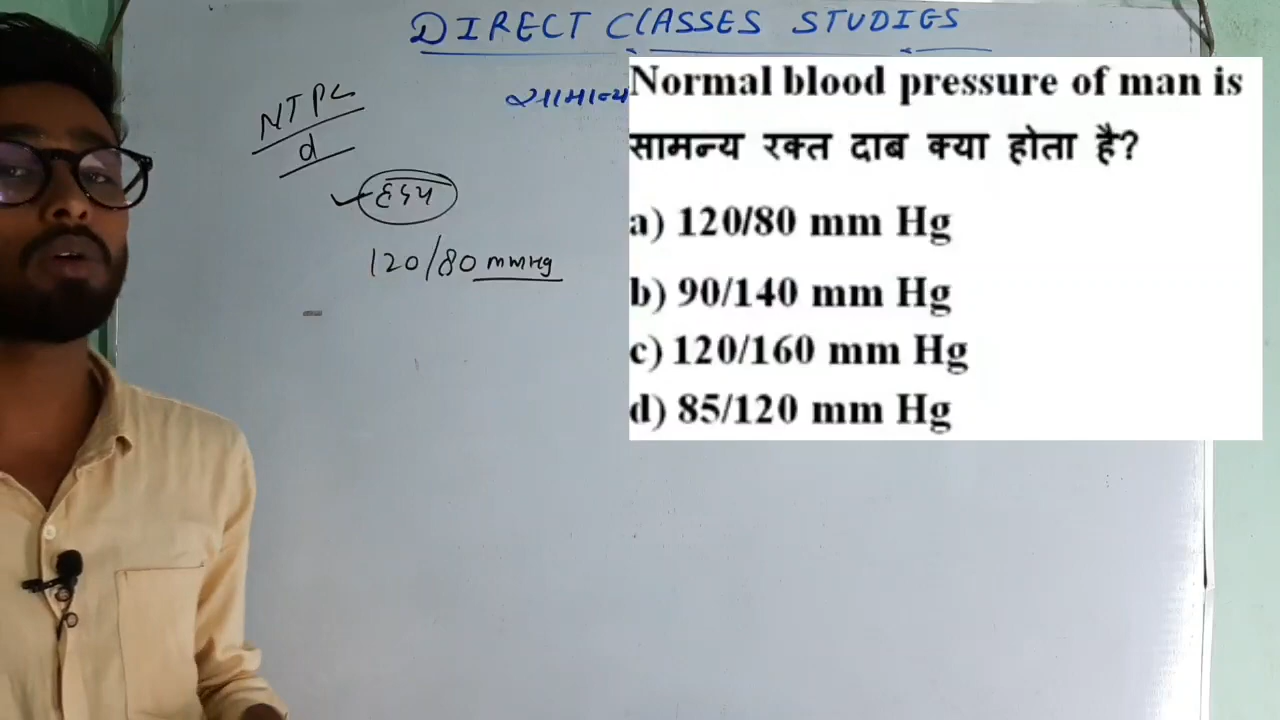 DIRECT CLASSES STUDIES
सामान्य
NTPC
d
हृदय
120/80 mmHg
Normal blood pressure of man is
सामन्य रक्त दाब क्या होता है?
a) 120/80 mm Hg
b) 90/140 mm Hg
c) 120/160 mm Hg
d) 85/120 mm Hg